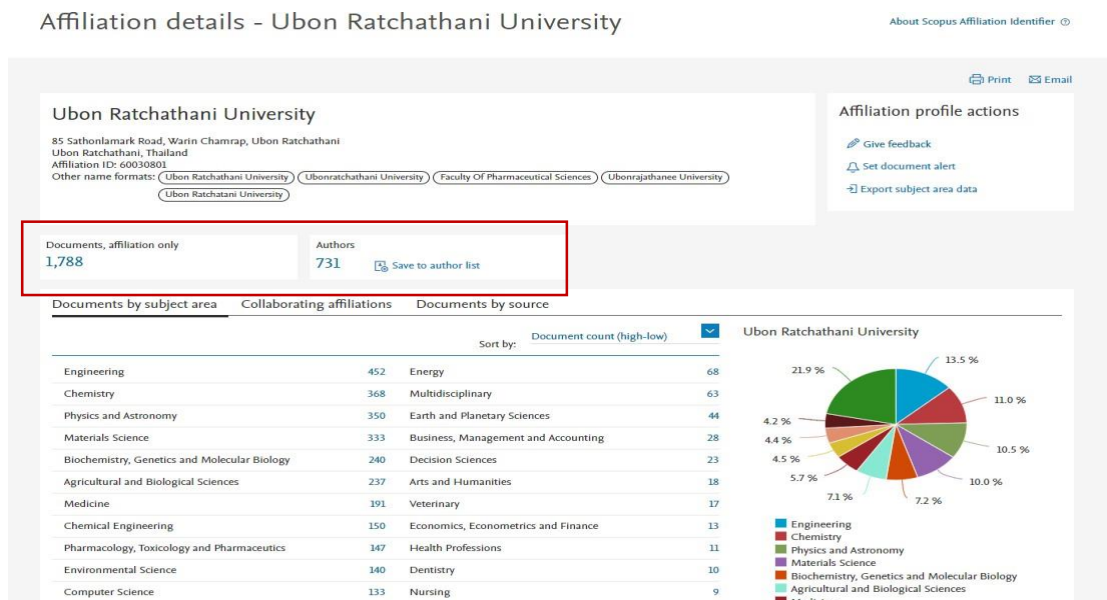 Affiliation details - Ubon Ratchathani University
About Scopus Affiliation Identifier
Print Email
Ubon Ratchathani University
85 Sathonlamark Road, Warin Chamrap, Ubon Ratchathani
Ubon Ratchathani, Thailand
Affiliation ID: 60030801
Other name formats: Ubon Ratchathani University Ubonratchathani University Faculty Of Pharmaceutical Sciences Ubonrajathanee University
Ubon Ratchatani University
Affiliation profile actions
Give feedback
Set document alert
Export subject area data
Documents, affiliation only
1,788
Authors
731 Save to author list
Documents by subject area Collaborating affiliations Documents by source
Sort by: Document count (high-low)
Engineering 452 Energy 68
Chemistry 368 Multidisciplinary 63
Physics and Astronomy 350 Earth and Planetary Sciences 44
Materials Science 333 Business, Management and Accounting 28
Biochemistry, Genetics and Molecular Biology 240 Decision Sciences 23
Agricultural and Biological Sciences 237 Arts and Humanities 18
Medicine 191 Veterinary 17
Chemical Engineering 150 Economics, Econometrics and Finance 13
Pharmacology, Toxicology and Pharmaceutics 147 Health Professions 11
Environmental Science 140 Dentistry 10
Computer Science 133 Nursing 9
Ubon Ratchathani University
13.5 %
21.9 %
11.0 %
4.2 %
4.4 %
10.5 %
4.5 %
5.7 %
10.0 %
7.1 %
7.2 %
Engineering
Chemistry
Physics and Astronomy
Materials Science
Biochemistry, Genetics and Molecular Biology
Agricultural and Biological Sciences